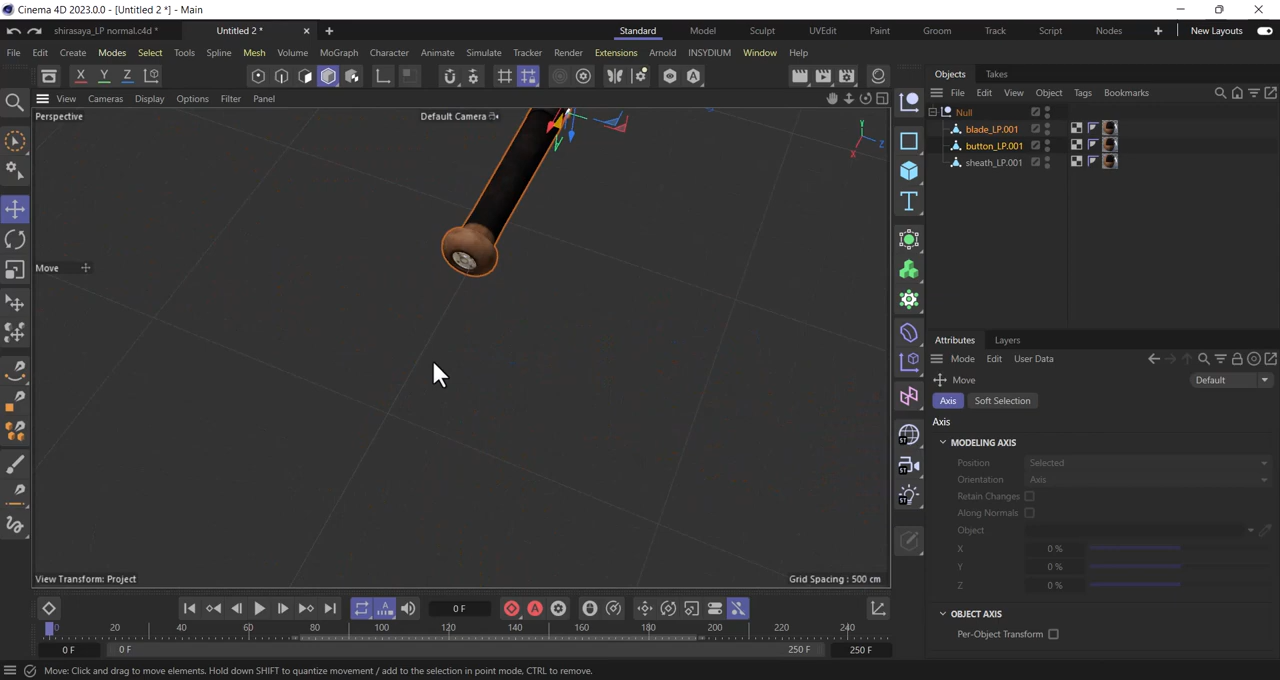 Cinema 4D 2023.0.0 - [Untitled 2 *] - Main
shirasaya_LP normal.c4d *
Untitled 2 *
Standard Model Sculpt UVEdit Paint Groom Track Script Nodes New Layouts
File Edit Create Modes Select Tools Spline Mesh Volume MoGraph Character Animate Simulate Tracker Render Extensions Arnold INSYDIUM Window Help
X Y Z
Objects Takes
View Cameras Display Options Filter Panel
File Edit View Object Tags Bookmarks
Perspective
Default Camera
Y
Z
X
Null
blade_LP.001
button_LP.001
sheath_LP.001
Move
Attributes Layers
Mode Edit User Data
Move
Default
Axis Soft Selection
Axis
MODELING AXIS
Position Selected
Orientation Axis
Retain Changes
Along Normals
Object
X 0 %
Y 0 %
Z 0 %
OBJECT AXIS
Per-Object Transform
ST
ST
ST
View Transform: Project
Grid Spacing : 500 cm
A
0 F
A
0 20 40 60 80 100 120 140 160 180 200 220 240
0 F 0 F 250 F 250 F
Move: Click and drag to move elements. Hold down SHIFT to quantize movement / add to the selection in point mode, CTRL to remove.